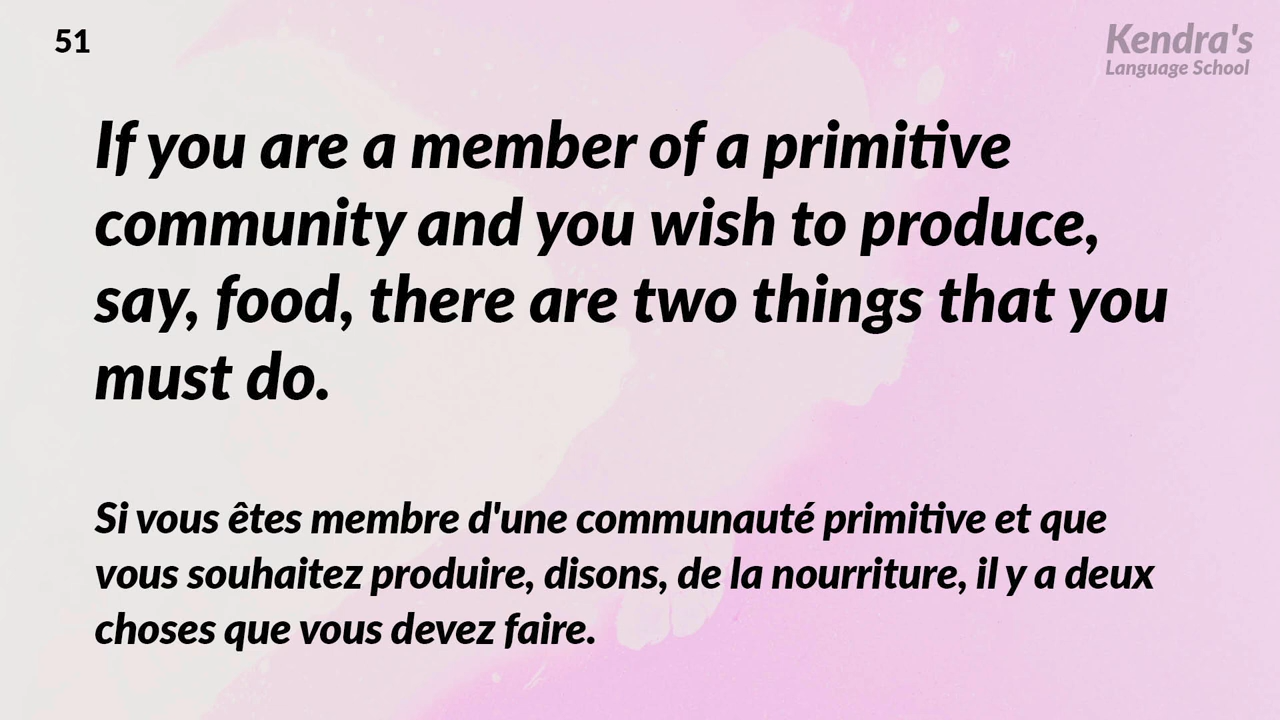 51
Kendra's
Language School
If you are a member of a primitive
community and you wish to produce,
say, food, there are two things that you
must do.
Si vous êtes membre d'une communauté primitive et que
vous souhaitez produire, disons, de la nourriture, il y a deux
choses que vous devez faire.